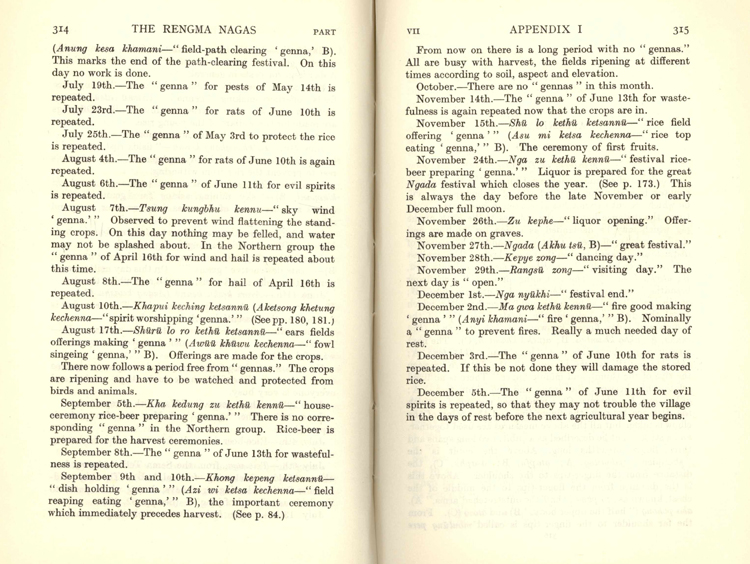 314 THE RENGMA NAGAS PART
(Anung kesa khamani—“ field-path clearing ‘ genna,’ B).
This marks the end of the path-clearing festival. On this
day no work is done.
July 19th.—The “ genna ” for pests of May 14th is
repeated.
July 23rd.—The “ genna ” for rats of June 10th is
repeated.
July 25th.—The “ genna ” of May 3rd to protect the rice
is repeated.
August 4th.—The “ genna ” for rats of June 10th is again
repeated.
August 6th.—The “ genna ” of June 11th for evil spirits
is repeated.
August 7th.—Tsung kungbhu kennu—“ sky wind
‘ genna.’ ” Observed to prevent wind flattening the stand-
ing crops. On this day nothing may be felled, and water
may not be splashed about. In the Northern group the
“ genna ” of April 16th for wind and hail is repeated about
this time.
August 8th.—The “ genna ” for hail of April 16th is
repeated.
August 10th.—Khapui keching ketsannü (Aketsong khetung
kechenna—“ spirit worshipping ‘genna.’ ” (See pp. 180, 181.)
August 17th.—Shürü lo ro kethü ketsannü—“ ears fields
offerings making ‘ genna ’ ” (Awüü khüwu kechenna—“ fowl
singeing ‘ genna,’ ” B). Offerings are made for the crops.
There now follows a period free from “ gennas.” The crops
are ripening and have to be watched and protected from
birds and animals.
September 5th.—Kha kedung zu kethü kennü—“ house-
ceremony rice-beer preparing ‘ genna.’ ” There is no corre-
sponding “ genna ” in the Northern group. Rice-beer is
prepared for the harvest ceremonies.
September 8th.—The “ genna ” of June 13th for wasteful-
ness is repeated.
September 9th and 10th.—Khong kepeng ketsannü—
“ dish holding ‘ genna ’ ” (Azi wi ketsa kechenna—“ field
reaping eating ‘ genna,’ ” B), the important ceremony
which immediately precedes harvest. (See p. 84.)
VII APPENDIX I 315
From now on there is a long period with no “ gennas.”
All are busy with harvest, the fields ripening at different
times according to soil, aspect and elevation.
October.—There are no “ gennas ” in this month.
November 14th.—The “ genna ” of June 13th for waste-
fulness is again repeated now that the crops are in.
November 15th.—Shü lo kethü ketsannü—“ rice field
offering ‘ genna ’ ” (Asu mi ketsa kechenna—“ rice top
eating ‘ genna,’ ” B). The ceremony of first fruits.
November 24th.—Nga zu kethü kennü—“ festival rice-
beer preparing ‘ genna.’ ” Liquor is prepared for the great
Ngada festival which closes the year. (See p. 173.) This
is always the day before the late November or early
December full moon.
November 26th.—Zu kephe—“ liquor opening.” Offer-
ings are made on graves.
November 27th.—Ngada (Akhu tsü, B)—“ great festival.”
November 28th.—Kepye zong—“ dancing day.”
November 29th.—Rangsü zong—“ visiting day.” The
next day is “ open.”
December 1st.—Nga nyükhi—“ festival end.”
December 2nd.—Ma gwa kethü kennü—“ fire good making
‘ genna ’ ” (Anyi khamani—“ fire ‘ genna,’ ” B). Nominally
a “ genna ” to prevent fires. Really a much needed day of
rest.
December 3rd.—The “ genna ” of June 10th for rats is
repeated. If this be not done they will damage the stored
rice.
December 5th.—The “ genna ” of June 11th for evil
spirits is repeated, so that they may not trouble the village
in the days of rest before the next agricultural year begins.